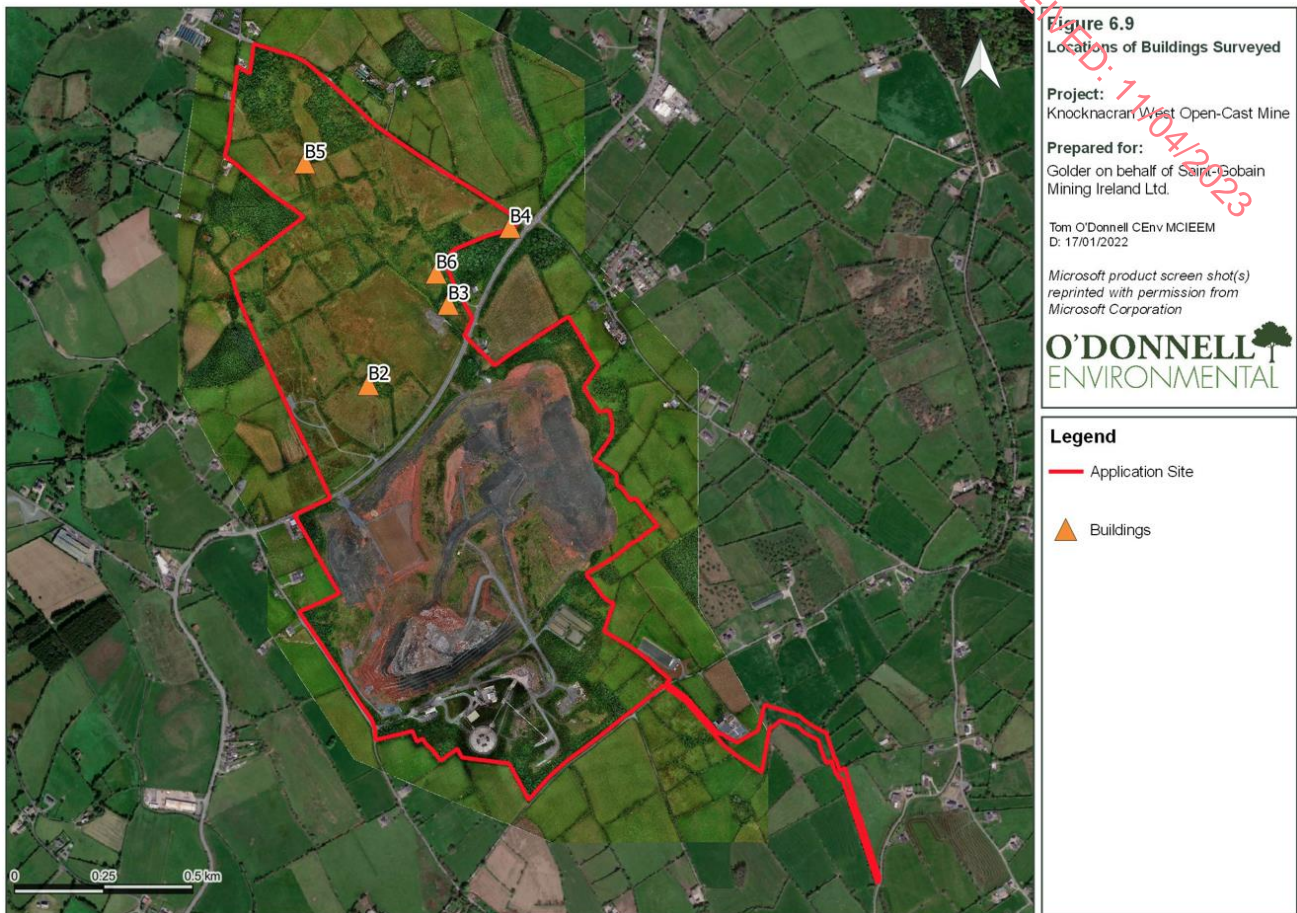 Figure 6.9
Locations of Buildings Surveyed
Project:
Knocknacran West Open-Cast Mine
Prepared for:
Golder on behalf of Saint-Gobain
Mining Ireland Ltd.
Tom O'Donnell CEnv MCIEEM
D: 17/01/2022
Microsoft product screen shot(s)
reprinted with permission from
Microsoft Corporation
O'DONNELL
ENVIRONMENTAL
Legend
Application Site
Buildings
B5
B4
B6
B3
B2
0 0.25 0.5 km
11/04/2023